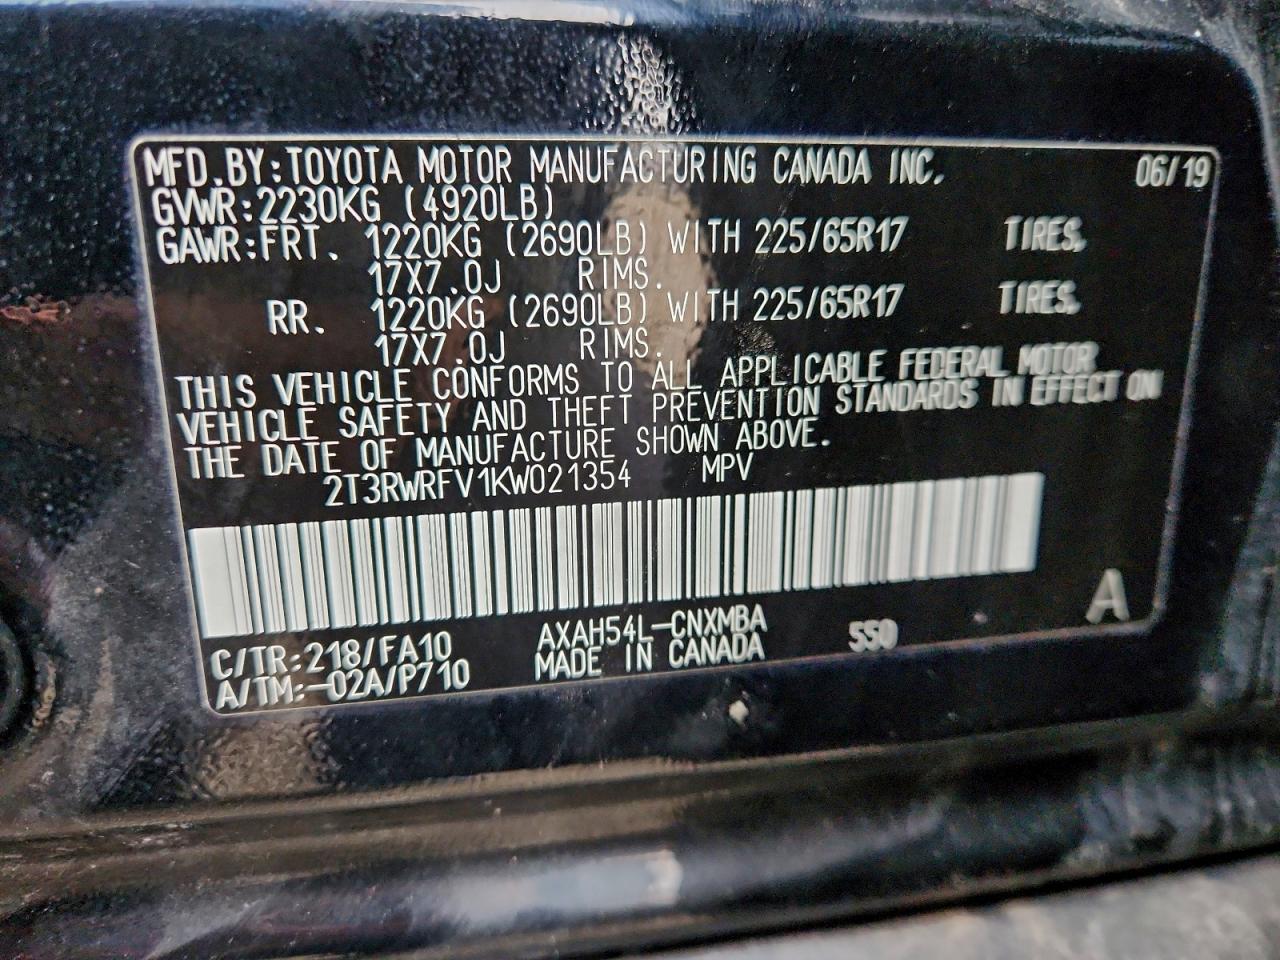 MFD.BY:TOYOTA MOTOR MANUFACTURING CANADA INC. 06/19
GVWR:2230KG (4920LB)
GAWR:FRT. 1220KG (2690LB) WITH 225/65R17 TIRES,
17X7.0J RIMS.
RR. 1220KG (2690LB) WITH 225/65R17 TIRES,
17X7.0J RIMS.
THIS VEHICLE CONFORMS TO ALL APPLICABLE FEDERAL MOTOR
VEHICLE SAFETY AND THEFT PREVENTION STANDARDS IN EFFECT ON
THE DATE OF MANUFACTURE SHOWN ABOVE.
2T3RWRFV1KW021354 MPV
A
C/TR:218/FA10 AXAH54L-CNXMBA 550
A/TM:-02A/P710 MADE IN CANADA